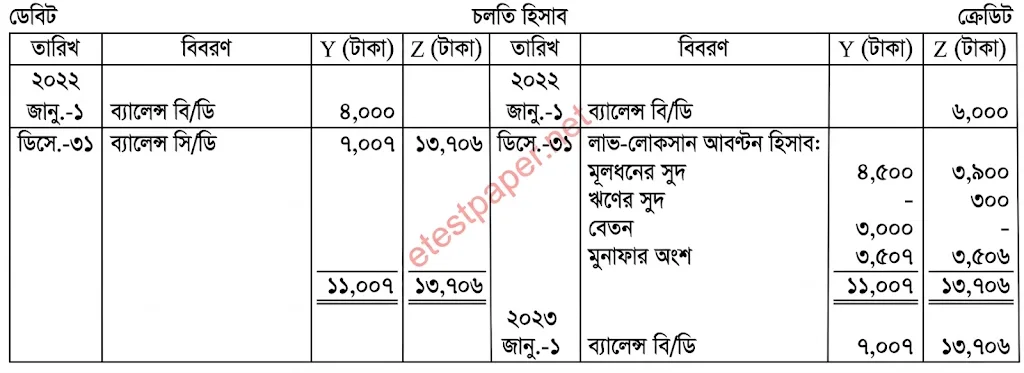 ডেবিট চলতি হিসাব ক্রেডিট
তারিখ বিবরণ Y (টাকা) Z (টাকা) তারিখ বিবরণ Y (টাকা) Z (টাকা)
২০২২ ২০২২
জানু.-১ ব্যালেন্স বি/ডি ৪,০০০ জানু.-১ ব্যালেন্স বি/ডি ৬,০০০
ডিসে.-৩১ ব্যালেন্স সি/ডি ৭,০০৭ ১৩,৭০৬ ডিসে.-৩১ লাভ-লোকসান আবণ্টন হিসাব:
মূলধনের সুদ ৪,৫০০ ৩,৯০০
ঋণের সুদ - ৩০০
বেতন ৩,০০০ -
মুনাফার অংশ ৩,৫০৭ ৩,৫০৬
১১,০০৭ ১৩,৭০৬ ১১,০০৭ ১৩,৭০৬
২০২৩
জানু.-১ ব্যালেন্স বি/ডি ৭,০০৭ ১৩,৭০৬
etestpaper.net